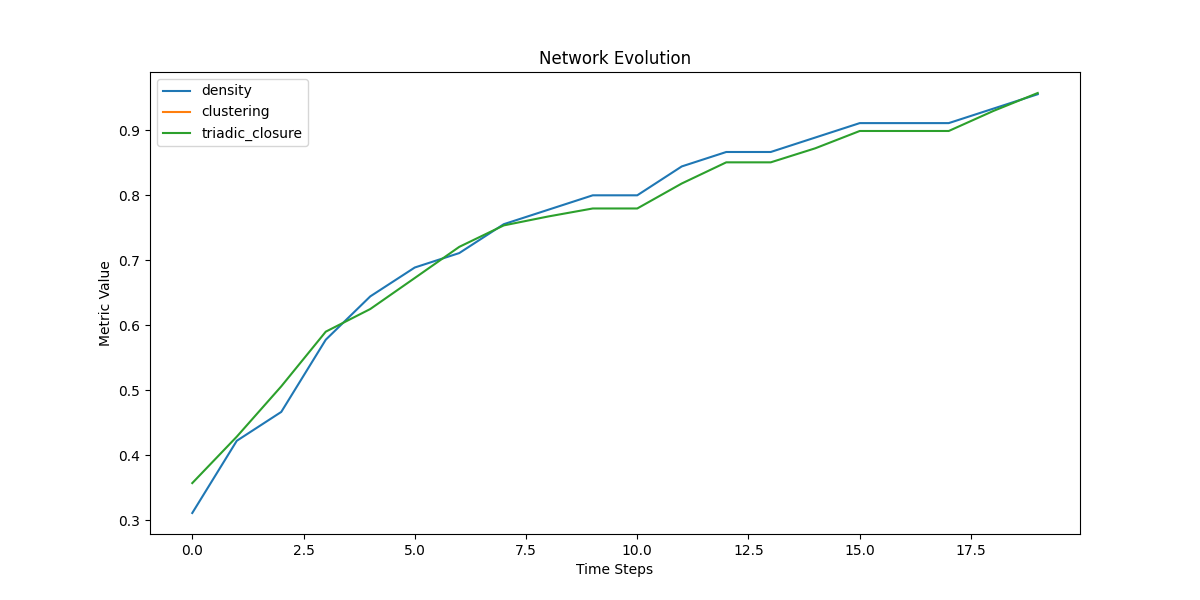 Network Evolution
density
clustering
triadic_closure
0.9
0.8
0.7
0.6
0.5
0.4
0.3
Metric Value
0.0 2.5 5.0 7.5 10.0 12.5 15.0 17.5
Time Steps